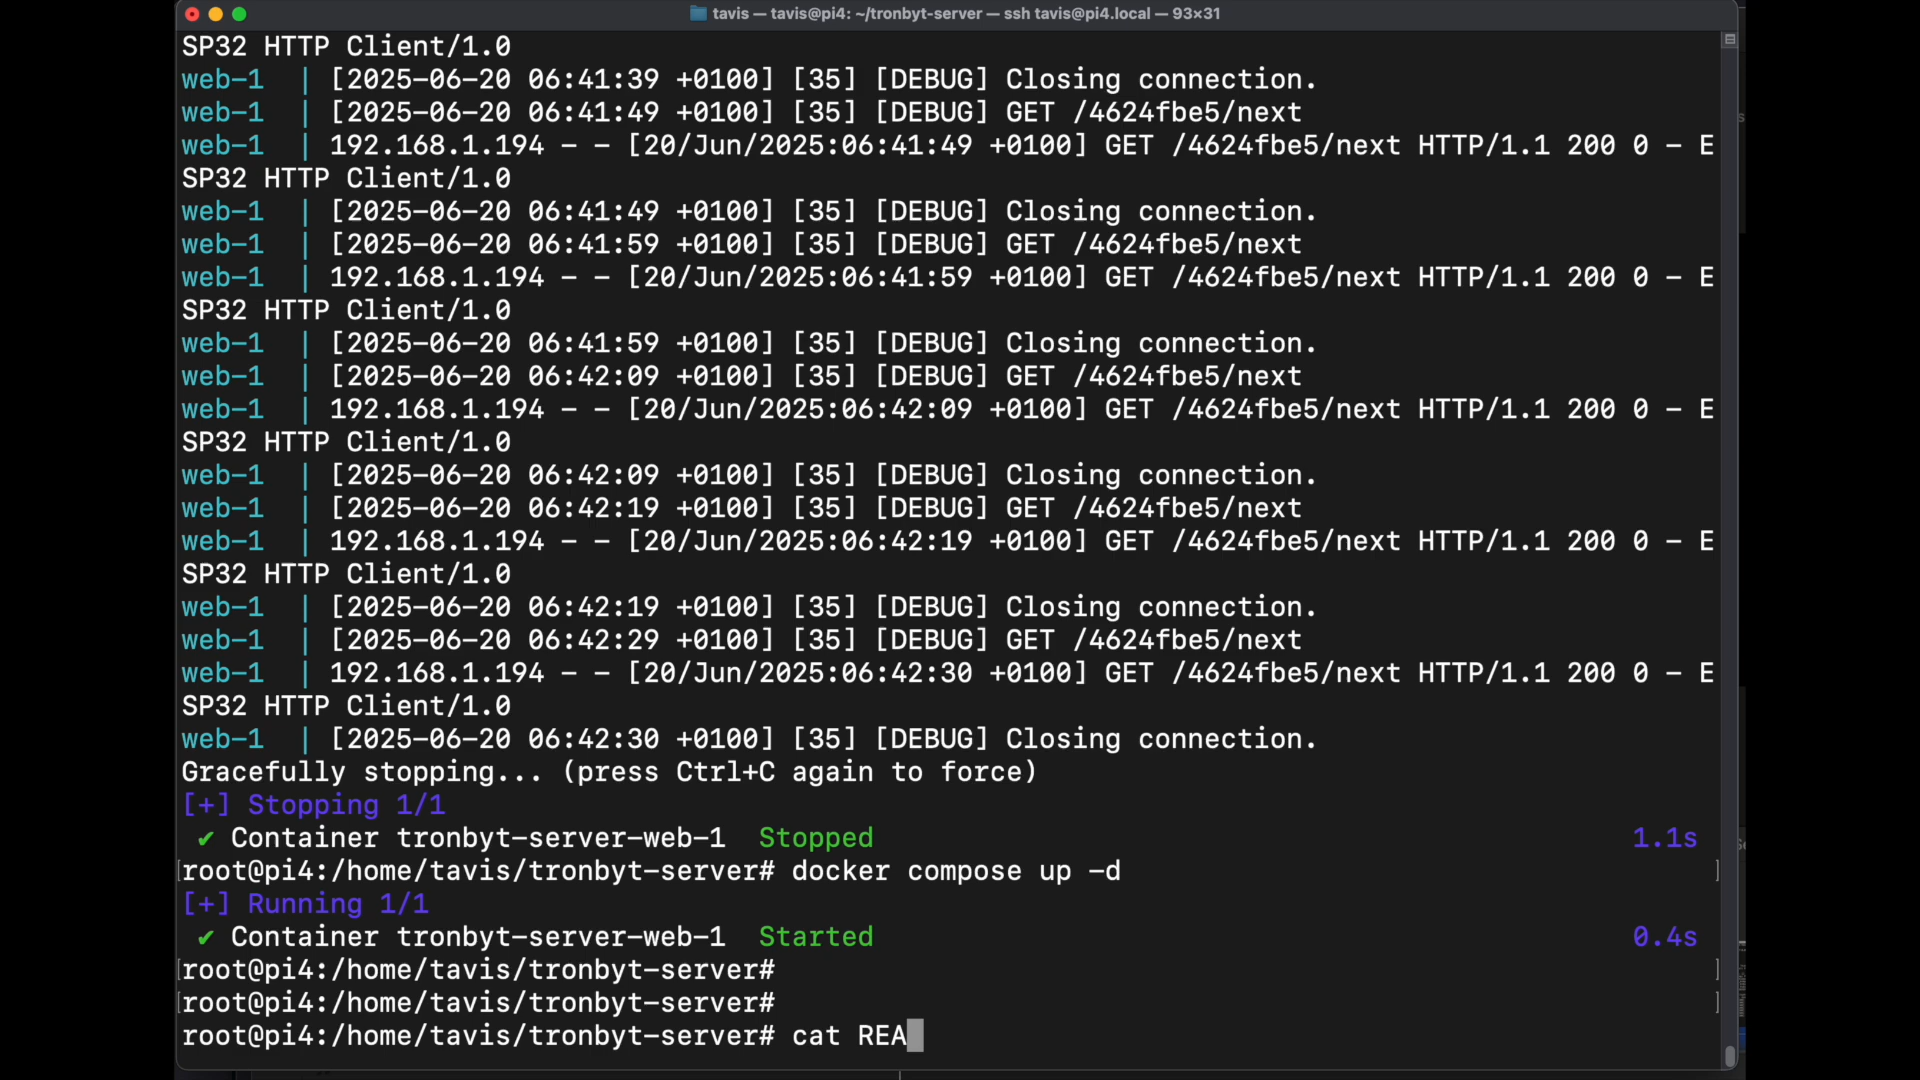 tavis — tavis@pi4: ~/tronbyt-server — ssh tavis@pi4.local — 93×31
SP32 HTTP Client/1.0
web-1  | [2025-06-20 06:41:39 +0100] [35] [DEBUG] Closing connection.
web-1  | [2025-06-20 06:41:49 +0100] [35] [DEBUG] GET /4624fbe5/next
web-1  | 192.168.1.194 - - [20/Jun/2025:06:41:49 +0100] GET /4624fbe5/next HTTP/1.1 200 0 - E
SP32 HTTP Client/1.0
web-1  | [2025-06-20 06:41:49 +0100] [35] [DEBUG] Closing connection.
web-1  | [2025-06-20 06:41:59 +0100] [35] [DEBUG] GET /4624fbe5/next
web-1  | 192.168.1.194 - - [20/Jun/2025:06:41:59 +0100] GET /4624fbe5/next HTTP/1.1 200 0 - E
SP32 HTTP Client/1.0
web-1  | [2025-06-20 06:41:59 +0100] [35] [DEBUG] Closing connection.
web-1  | [2025-06-20 06:42:09 +0100] [35] [DEBUG] GET /4624fbe5/next
web-1  | 192.168.1.194 - - [20/Jun/2025:06:42:09 +0100] GET /4624fbe5/next HTTP/1.1 200 0 - E
SP32 HTTP Client/1.0
web-1  | [2025-06-20 06:42:09 +0100] [35] [DEBUG] Closing connection.
web-1  | [2025-06-20 06:42:19 +0100] [35] [DEBUG] GET /4624fbe5/next
web-1  | 192.168.1.194 - - [20/Jun/2025:06:42:19 +0100] GET /4624fbe5/next HTTP/1.1 200 0 - E
SP32 HTTP Client/1.0
web-1  | [2025-06-20 06:42:19 +0100] [35] [DEBUG] Closing connection.
web-1  | [2025-06-20 06:42:29 +0100] [35] [DEBUG] GET /4624fbe5/next
web-1  | 192.168.1.194 - - [20/Jun/2025:06:42:30 +0100] GET /4624fbe5/next HTTP/1.1 200 0 - E
SP32 HTTP Client/1.0
web-1  | [2025-06-20 06:42:30 +0100] [35] [DEBUG] Closing connection.
Gracefully stopping... (press Ctrl+C again to force)
[+] Stopping 1/1
✔ Container tronbyt-server-web-1  Stopped 1.1s
[root@pi4:/home/tavis/tronbyt-server# docker compose up -d ]
[+] Running 1/1
✔ Container tronbyt-server-web-1  Started 0.4s
[root@pi4:/home/tavis/tronbyt-server# ]
[root@pi4:/home/tavis/tronbyt-server# ]
root@pi4:/home/tavis/tronbyt-server# cat REA